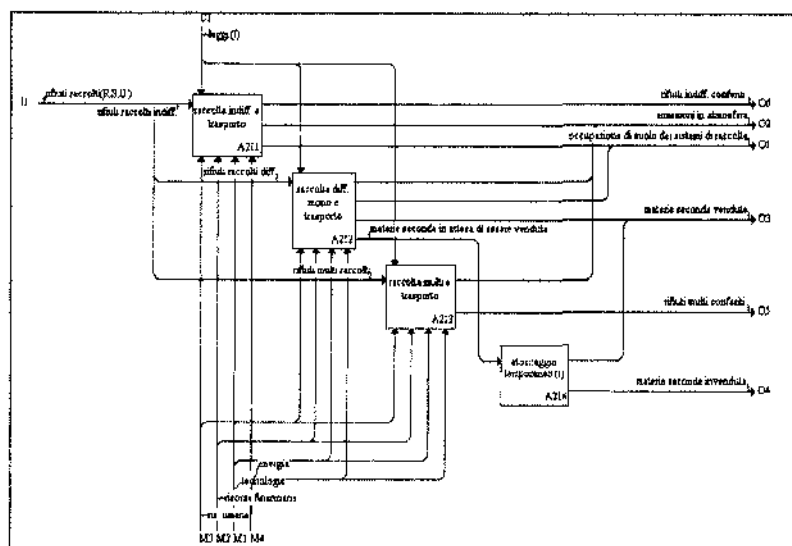 C1
legge (f)
I1
rifiuti raccolti (R.S.U.)
rifiuti raccolta indiff.
raccolta indiff. e
trasporto
A211
rifiuti indiff. conferiti
O6
emissioni in atmosfera
O2
occupazione di suolo dei sistemi di raccolta
O1
rifiuti raccolti diff.
raccolta diff.
mono e
trasporto
A212
materie seconde vendute
O3
materie seconde in attesa di essere vendute
rifiuti multi raccolti
raccolta multi e
trasporto
A213
rifiuti multi conferiti
O5
stoccaggio
temporaneo (f)
A214
materie seconde invendute
O4
energia
tecnologie
risorse finanziarie
ris. umane
M3 M2 M1 M4